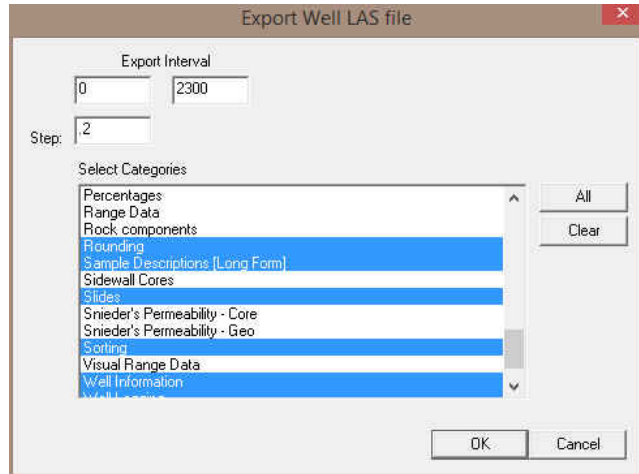 Export Well LAS file
Export Interval
0 2300
Step: .2
Select Categories
Percentages
Range Data
Rock components
Rounding
Sample Descriptions [Long Form]
Sidewall Cores
Slides
Snieder's Permeability - Core
Snieder's Permeability - Geo
Sorting
Visual Range Data
Well Information
All
Clear
OK Cancel